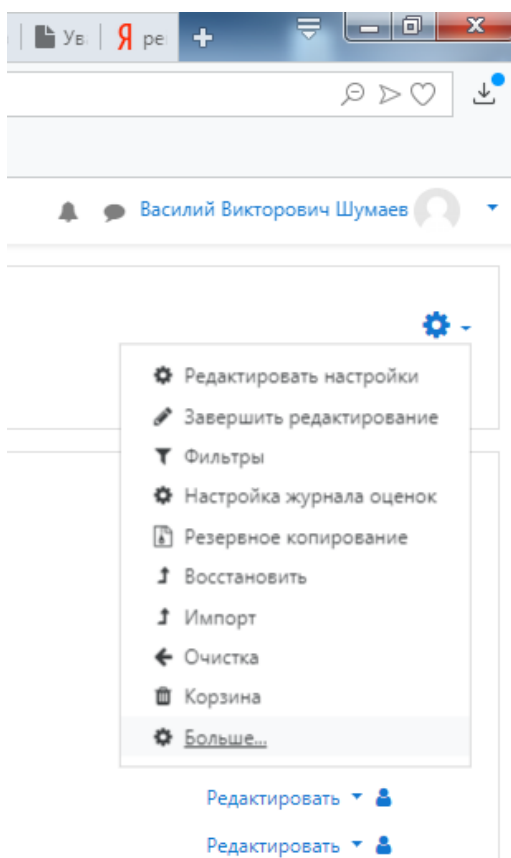 Ув
Я ре
Василий Викторович Шумаев
Редактировать настройки
Завершить редактирование
Фильтры
Настройка журнала оценок
Резервное копирование
Восстановить
Импорт
Очистка
Корзина
Больше...
Редактировать
Редактировать